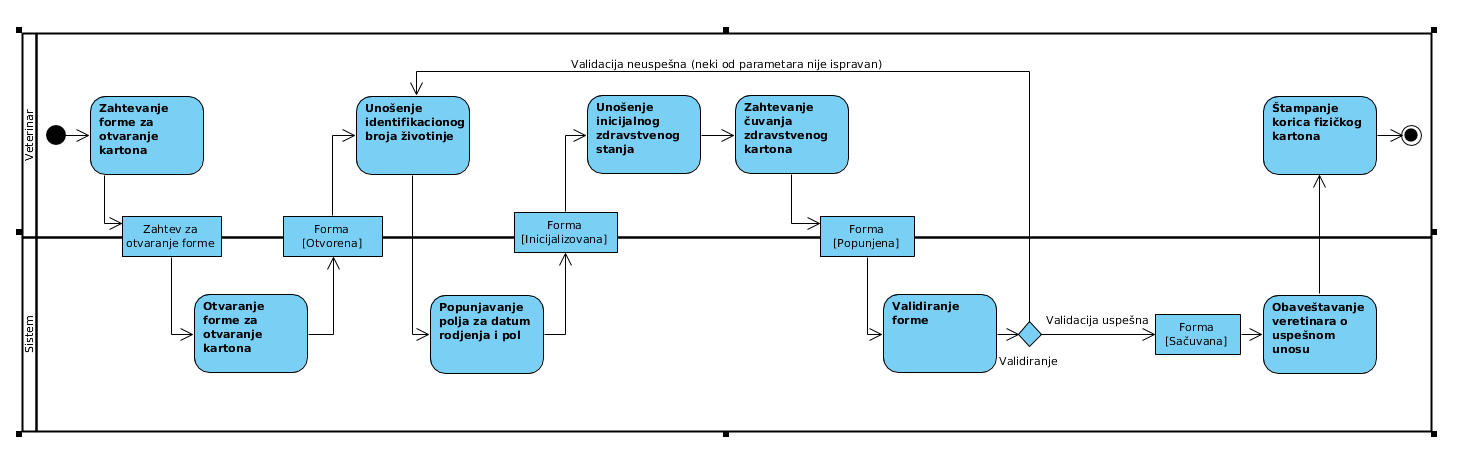 Validacija neuspešna (neki od parametara nije ispravan)
Veterinar
Zahtevanje
forme za
otvaranje
kartona
Unošenje
identifikacionog
broja životinje
Unošenje
inicijalnog
zdravstvenog
stanja
Zahtevanje
čuvanja
zdravstvenog
kartona
Štampanje
korica fizičkog
kartona
Zahtev za
otvaranje forme
Forma
[Otvorena]
Forma
[Inicijalizovana]
Forma
[Popunjena]
Sistem
Otvaranje
forme za
otvaranje
kartona
Popunjavanje
polja za datum
rodjenja i pol
Validiranje
forme
Validiranje
Validacija uspešna
Forma
[Sačuvana]
Obaveštavanje
veretinara o
uspešnom
unosu